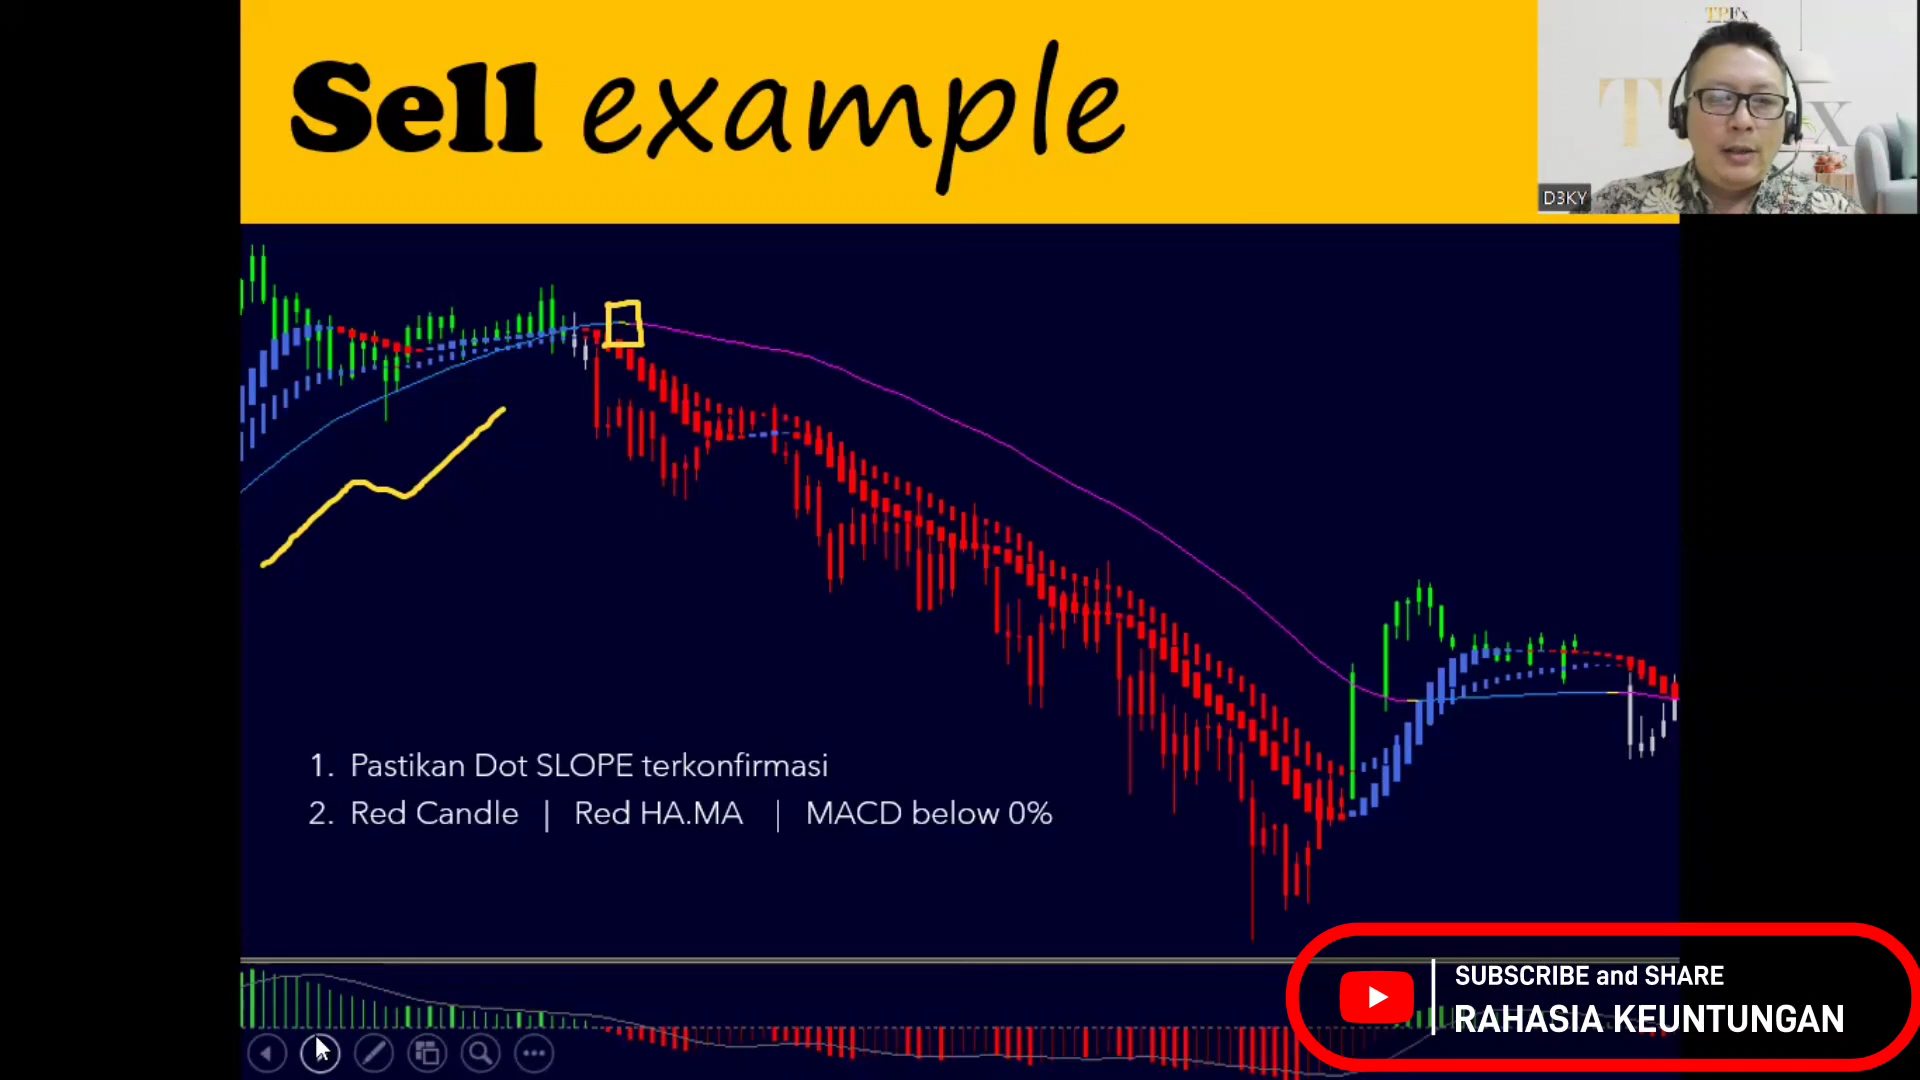 Sell example
TPFx
T X
D3KY
1. Pastikan Dot SLOPE terkonfirmasi
2. Red Candle | Red HA.MA | MACD below 0%
SUBSCRIBE and SHARE
RAHASIA KEUNTUNGAN